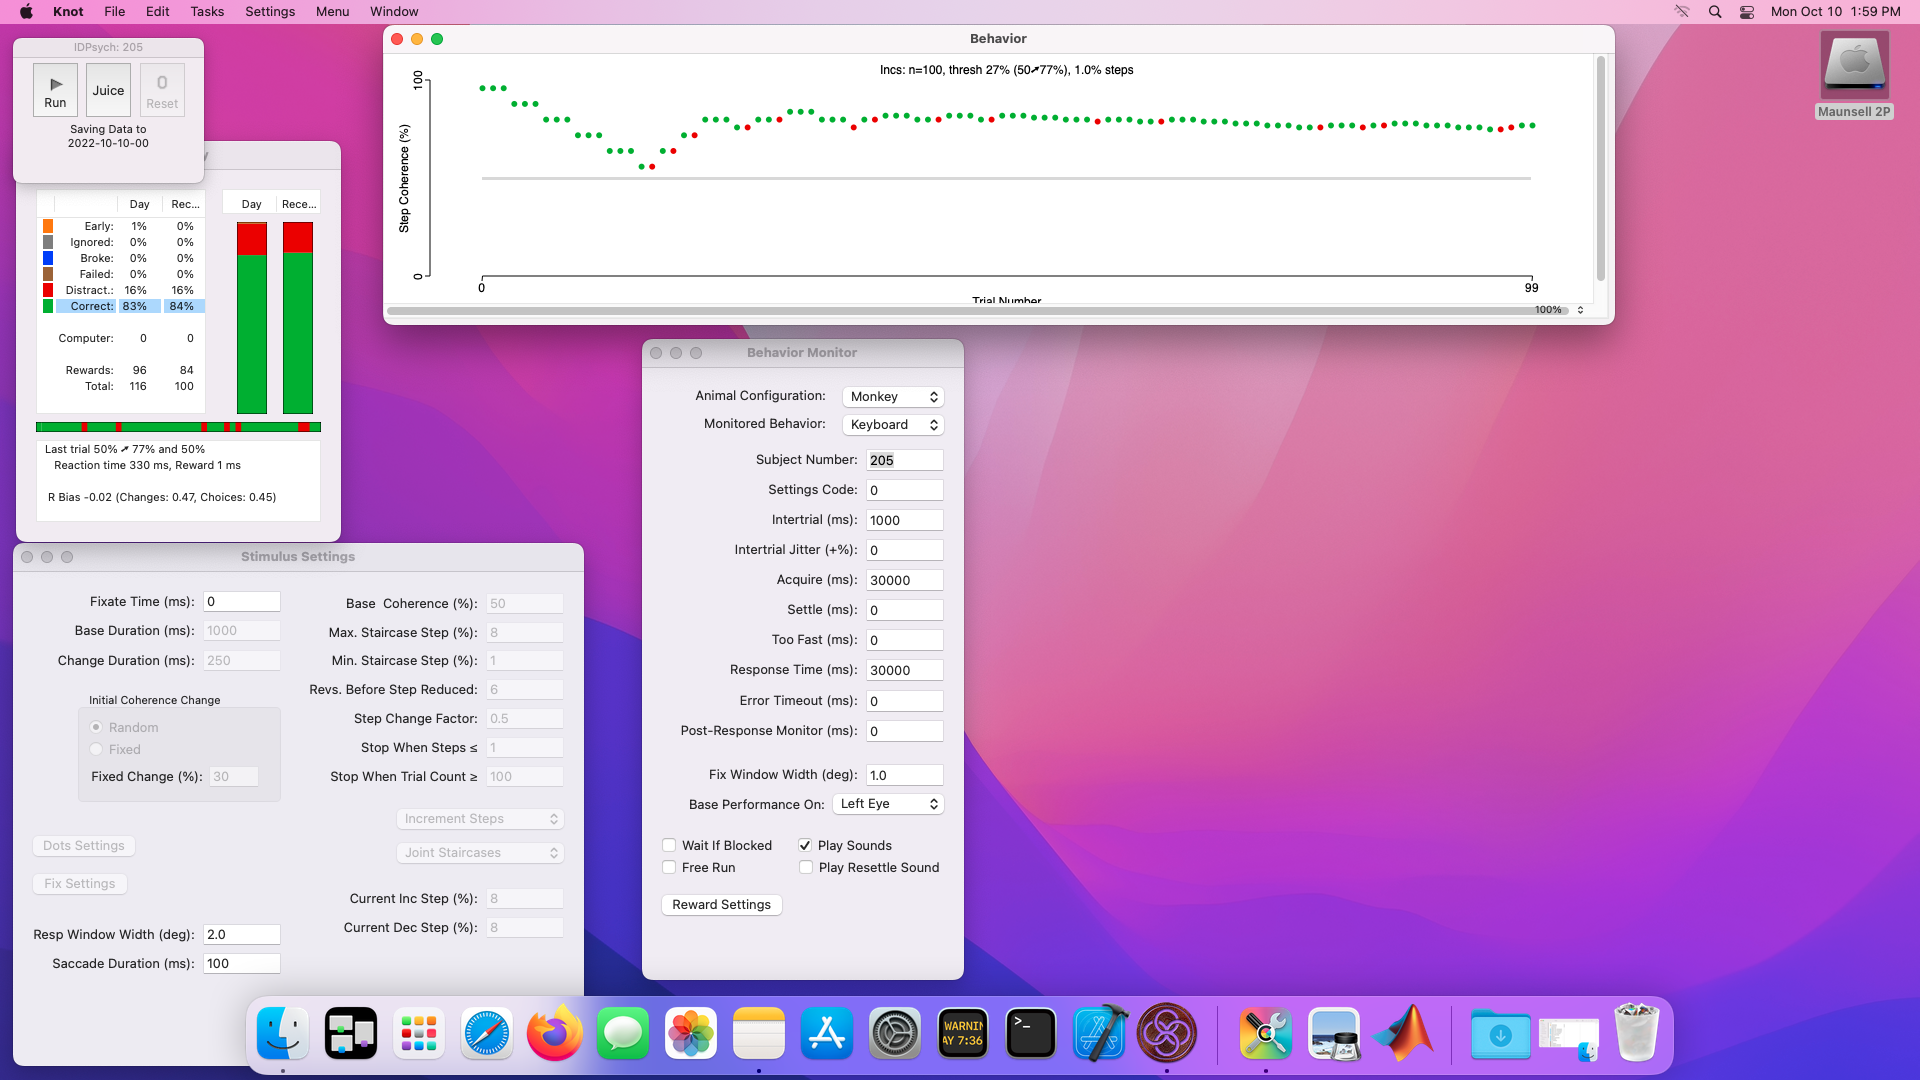 Knot File Edit Tasks Settings Menu Window Mon Oct 10 1:59 PM
IDPsych: 205
Run Juice 0 Reset
Saving Data to
2022-10-10-00
Day Rec... Day Rece...
Early: 1% 0%
Ignored: 0% 0%
Broke: 0% 0%
Failed: 0% 0%
Distract.: 16% 16%
Correct: 83% 84%
Computer: 0 0
Rewards: 96 84
Total: 116 100
Last trial 50% ➚ 77% and 50%
Reaction time 330 ms, Reward 1 ms
R Bias -0.02 (Changes: 0.47, Choices: 0.45)
Behavior
Incs: n=100, thresh 27% (50➚77%), 1.0% steps
100
Step Coherence (%)
0
0 99
Trial Number
100%
Maunsell 2P
Behavior Monitor
Animal Configuration: Monkey
Monitored Behavior: Keyboard
Subject Number: 205
Settings Code: 0
Intertrial (ms): 1000
Intertrial Jitter (+%): 0
Acquire (ms): 30000
Settle (ms): 0
Too Fast (ms): 0
Response Time (ms): 30000
Error Timeout (ms): 0
Post-Response Monitor (ms): 0
Fix Window Width (deg): 1.0
Base Performance On: Left Eye
Wait If Blocked Play Sounds
Free Run Play Resettle Sound
Reward Settings
Stimulus Settings
Fixate Time (ms): 0
Base Duration (ms): 1000
Change Duration (ms): 250
Initial Coherence Change
Random
Fixed
Fixed Change (%): 30
Dots Settings
Fix Settings
Resp Window Width (deg): 2.0
Saccade Duration (ms): 100
Base Coherence (%): 50
Max. Staircase Step (%): 8
Min. Staircase Step (%): 1
Revs. Before Step Reduced: 6
Step Change Factor: 0.5
Stop When Steps ≤ 1
Stop When Trial Count ≥ 100
Increment Steps
Joint Staircases
Current Inc Step (%): 8
Current Dec Step (%): 8
WARNIN
AY 7:36
>_